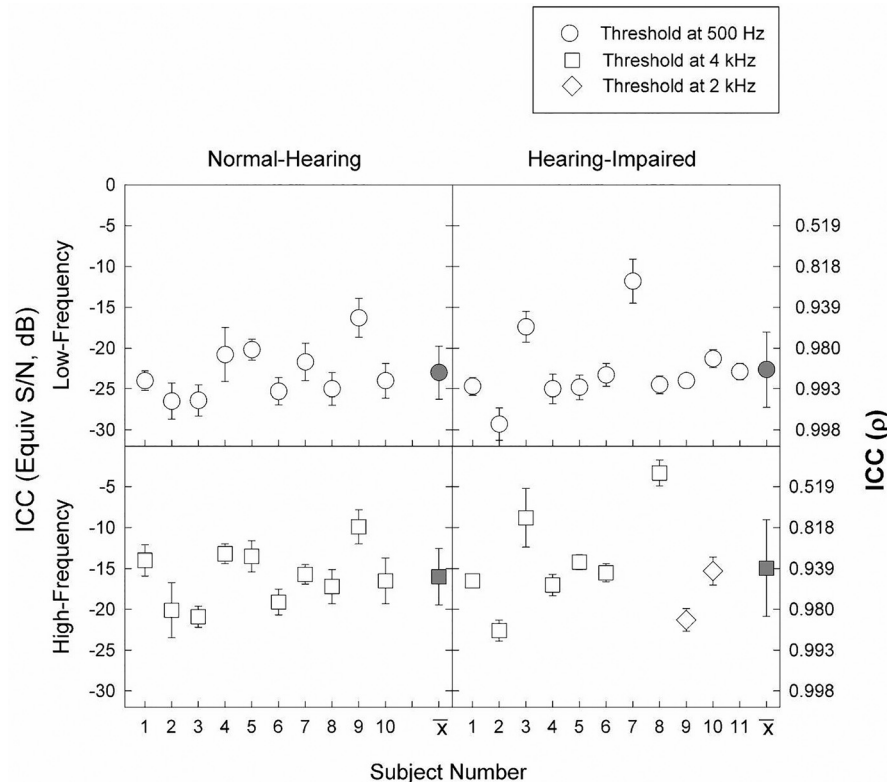 Threshold at 500 Hz
Threshold at 4 kHz
Threshold at 2 kHz
Normal-Hearing
Hearing-Impaired
ICC (Equiv S/N, dB)
Low-Frequency
0
-5
-10
-15
-20
-25
-30
0.519
0.818
0.939
0.980
0.993
0.998
High-Frequency
-5
-10
-15
-20
-25
-30
0.519
0.818
0.939
0.980
0.993
0.998
ICC (ρ)
1 2 3 4 5 6 7 8 9 10 x̄
1 2 3 4 5 6 7 8 9 10 11 x̄
Subject Number